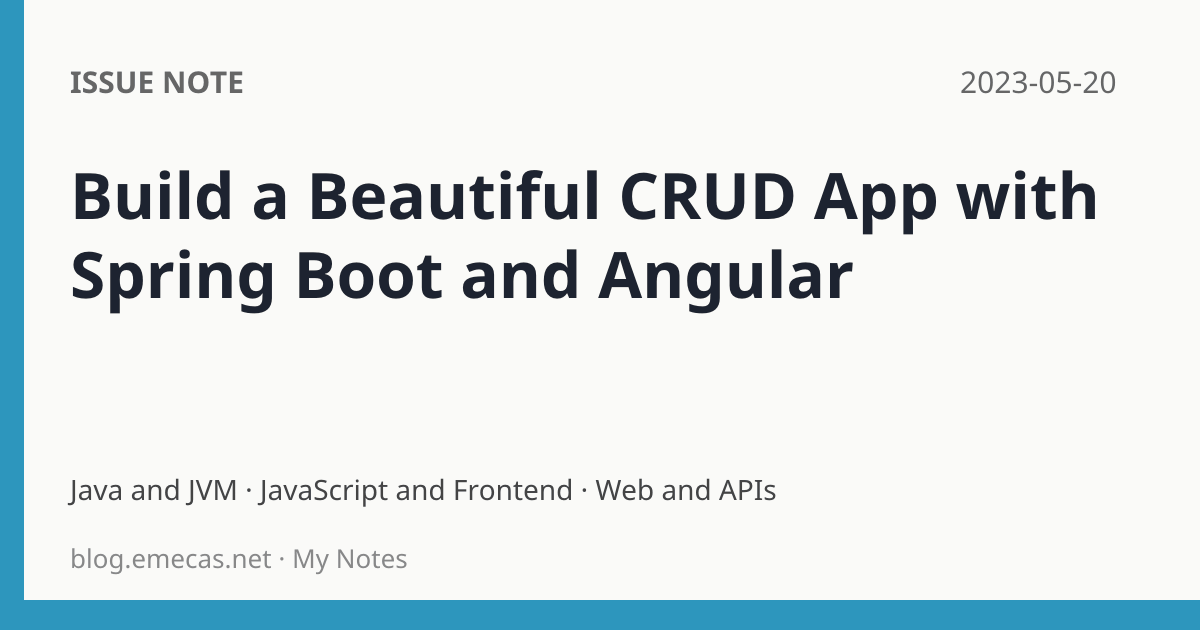 ISSUE NOTE
2023-05-20
Build a Beautiful CRUD App with
Spring Boot and Angular
Java and JVM · JavaScript and Frontend · Web and APIs
blog.emecas.net · My Notes